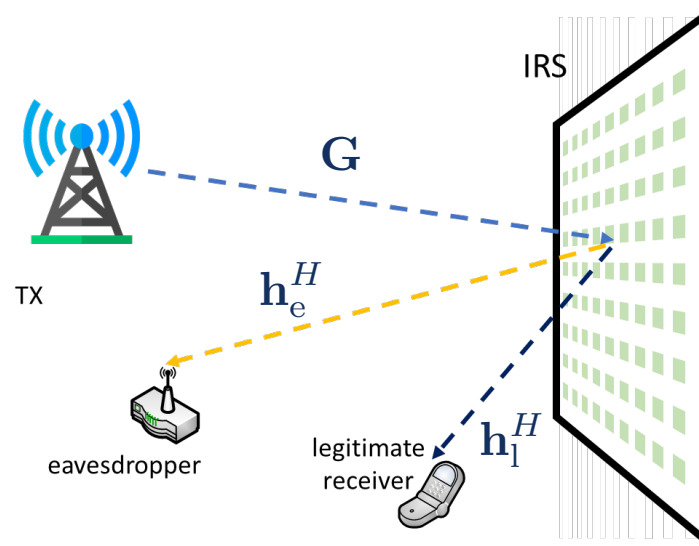 IRS
G
TX
h_e^H
eavesdropper
legitimate
receiver
h_l^H